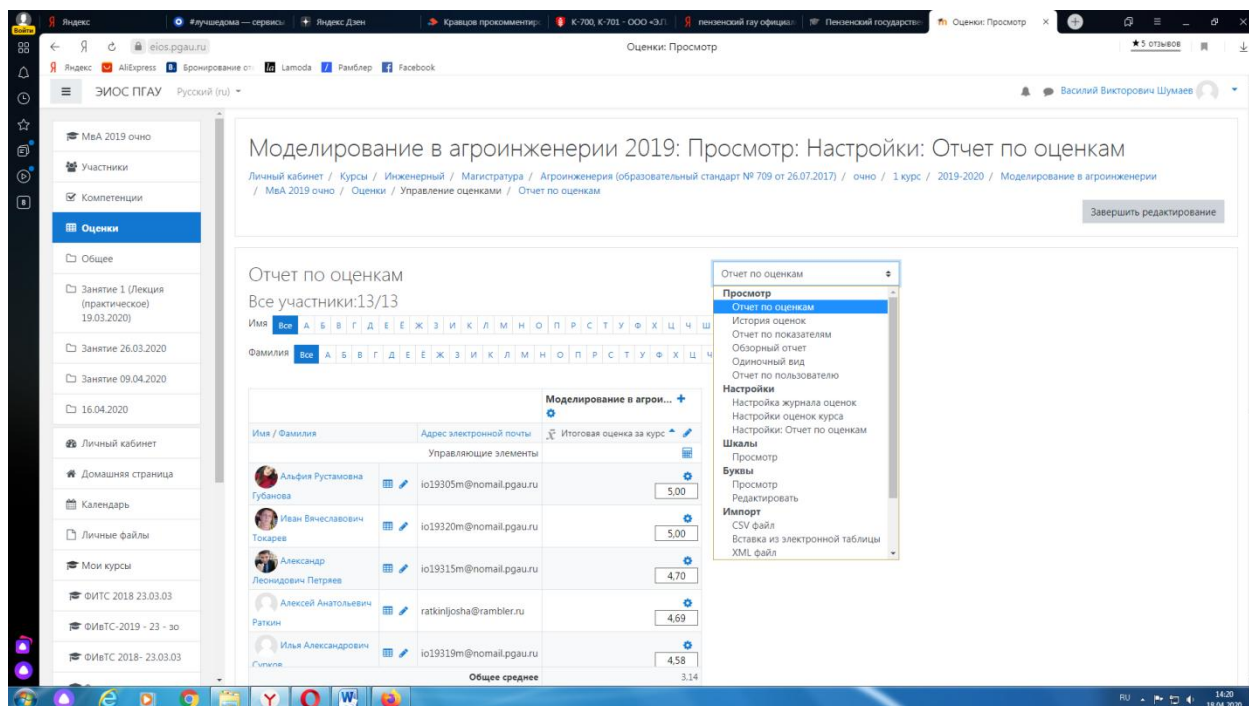 Войти
Яндекс
#лучшедома — сервисы
Яндекс Дзен
Кравцов прокомментир
К-700, К-701 - ООО «ЭЛ
пензенский гау официал
Пензенский государстве
Оценки: Просмотр
eios.pgau.ru
Оценки: Просмотр
★5 отзывов
Яндекс
AliExpress
Бронирование от
Lamoda
Рамблер
Facebook
ЭИОС ПГАУ Русский (ru)
Василий Викторович Шумаев
МвА 2019 очно
Участники
Компетенции
Оценки
Общее
Занятие 1 (Лекция
(практическое)
19.03.2020)
Занятие 26.03.2020
Занятие 09.04.2020
16.04.2020
Личный кабинет
Домашняя страница
Календарь
Личные файлы
Мои курсы
ФИТС 2018 23.03.03
ФИвТС-2019 - 23 - зо
ФИвТС 2018- 23.03.03
Моделирование в агроинженерии 2019: Просмотр: Настройки: Отчет по оценкам
Личный кабинет / Курсы / Инженерный / Магистратура / Агроинженерия (образовательный стандарт № 709 от 26.07.2017) / очно / 1 курс / 2019-2020 / Моделирование в агроинженерии
/ МвА 2019 очно / Оценки / Управление оценками / Отчет по оценкам
Завершить редактирование
Отчет по оценкам
Все участники:13/13
Имя Все А Б В Г Д Е Ё Ж З И К Л М Н О П Р С Т У Ф Х Ц Ч Ш
Фамилия Все А Б В Г Д Е Ё Ж З И К Л М Н О П Р С Т У Ф Х Ц Ч
Моделирование в агрои...
Имя / Фамилия Адрес электронной почты Итоговая оценка за курс
Управляющие элементы
Альфия Рустамовна
Губанова
io19305m@nomail.pgau.ru
5,00
Иван Вячеславович
Токарев
io19320m@nomail.pgau.ru
5,00
Александр
Леонидович Петряев
io19315m@nomail.pgau.ru
4,70
Алексей Анатольевич
Раткин
ratkinljosha@rambler.ru
4,69
Илья Александрович
Сурков
io19319m@nomail.pgau.ru
4,58
Общее среднее 3.14
Отчет по оценкам
Просмотр
Отчет по оценкам
История оценок
Отчет по показателям
Обзорный отчет
Одиночный вид
Отчет по пользователю
Настройки
Настройка журнала оценок
Настройки оценок курса
Настройки: Отчет по оценкам
Шкалы
Просмотр
Буквы
Просмотр
Редактировать
Импорт
CSV файл
Вставка из электронной таблицы
XML файл
RU
14:20
18.04.2020